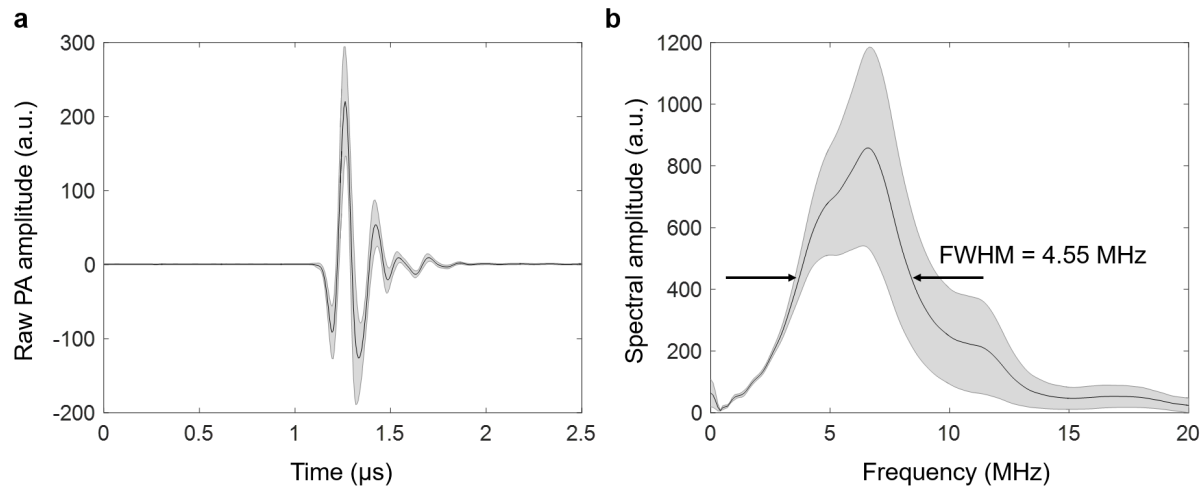 a
300
200
100
0
-100
-200
Raw PA amplitude (a.u.)
0 0.5 1 1.5 2 2.5
Time (µs)
b
1200
1000
800
600
400
200
0
Spectral amplitude (a.u.)
FWHM = 4.55 MHz
0 5 10 15 20
Frequency (MHz)